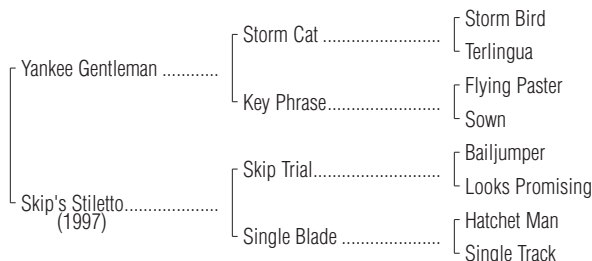 Storm Bird
Storm Cat ........................
Terlingua
Yankee Gentleman ............
Flying Paster
Key Phrase.......................
Sown
Bailjumper
Skip Trial..........................
Looks Promising
Skip's Stiletto....................
(1997)
Hatchet Man
Single Blade ....................
Single Track